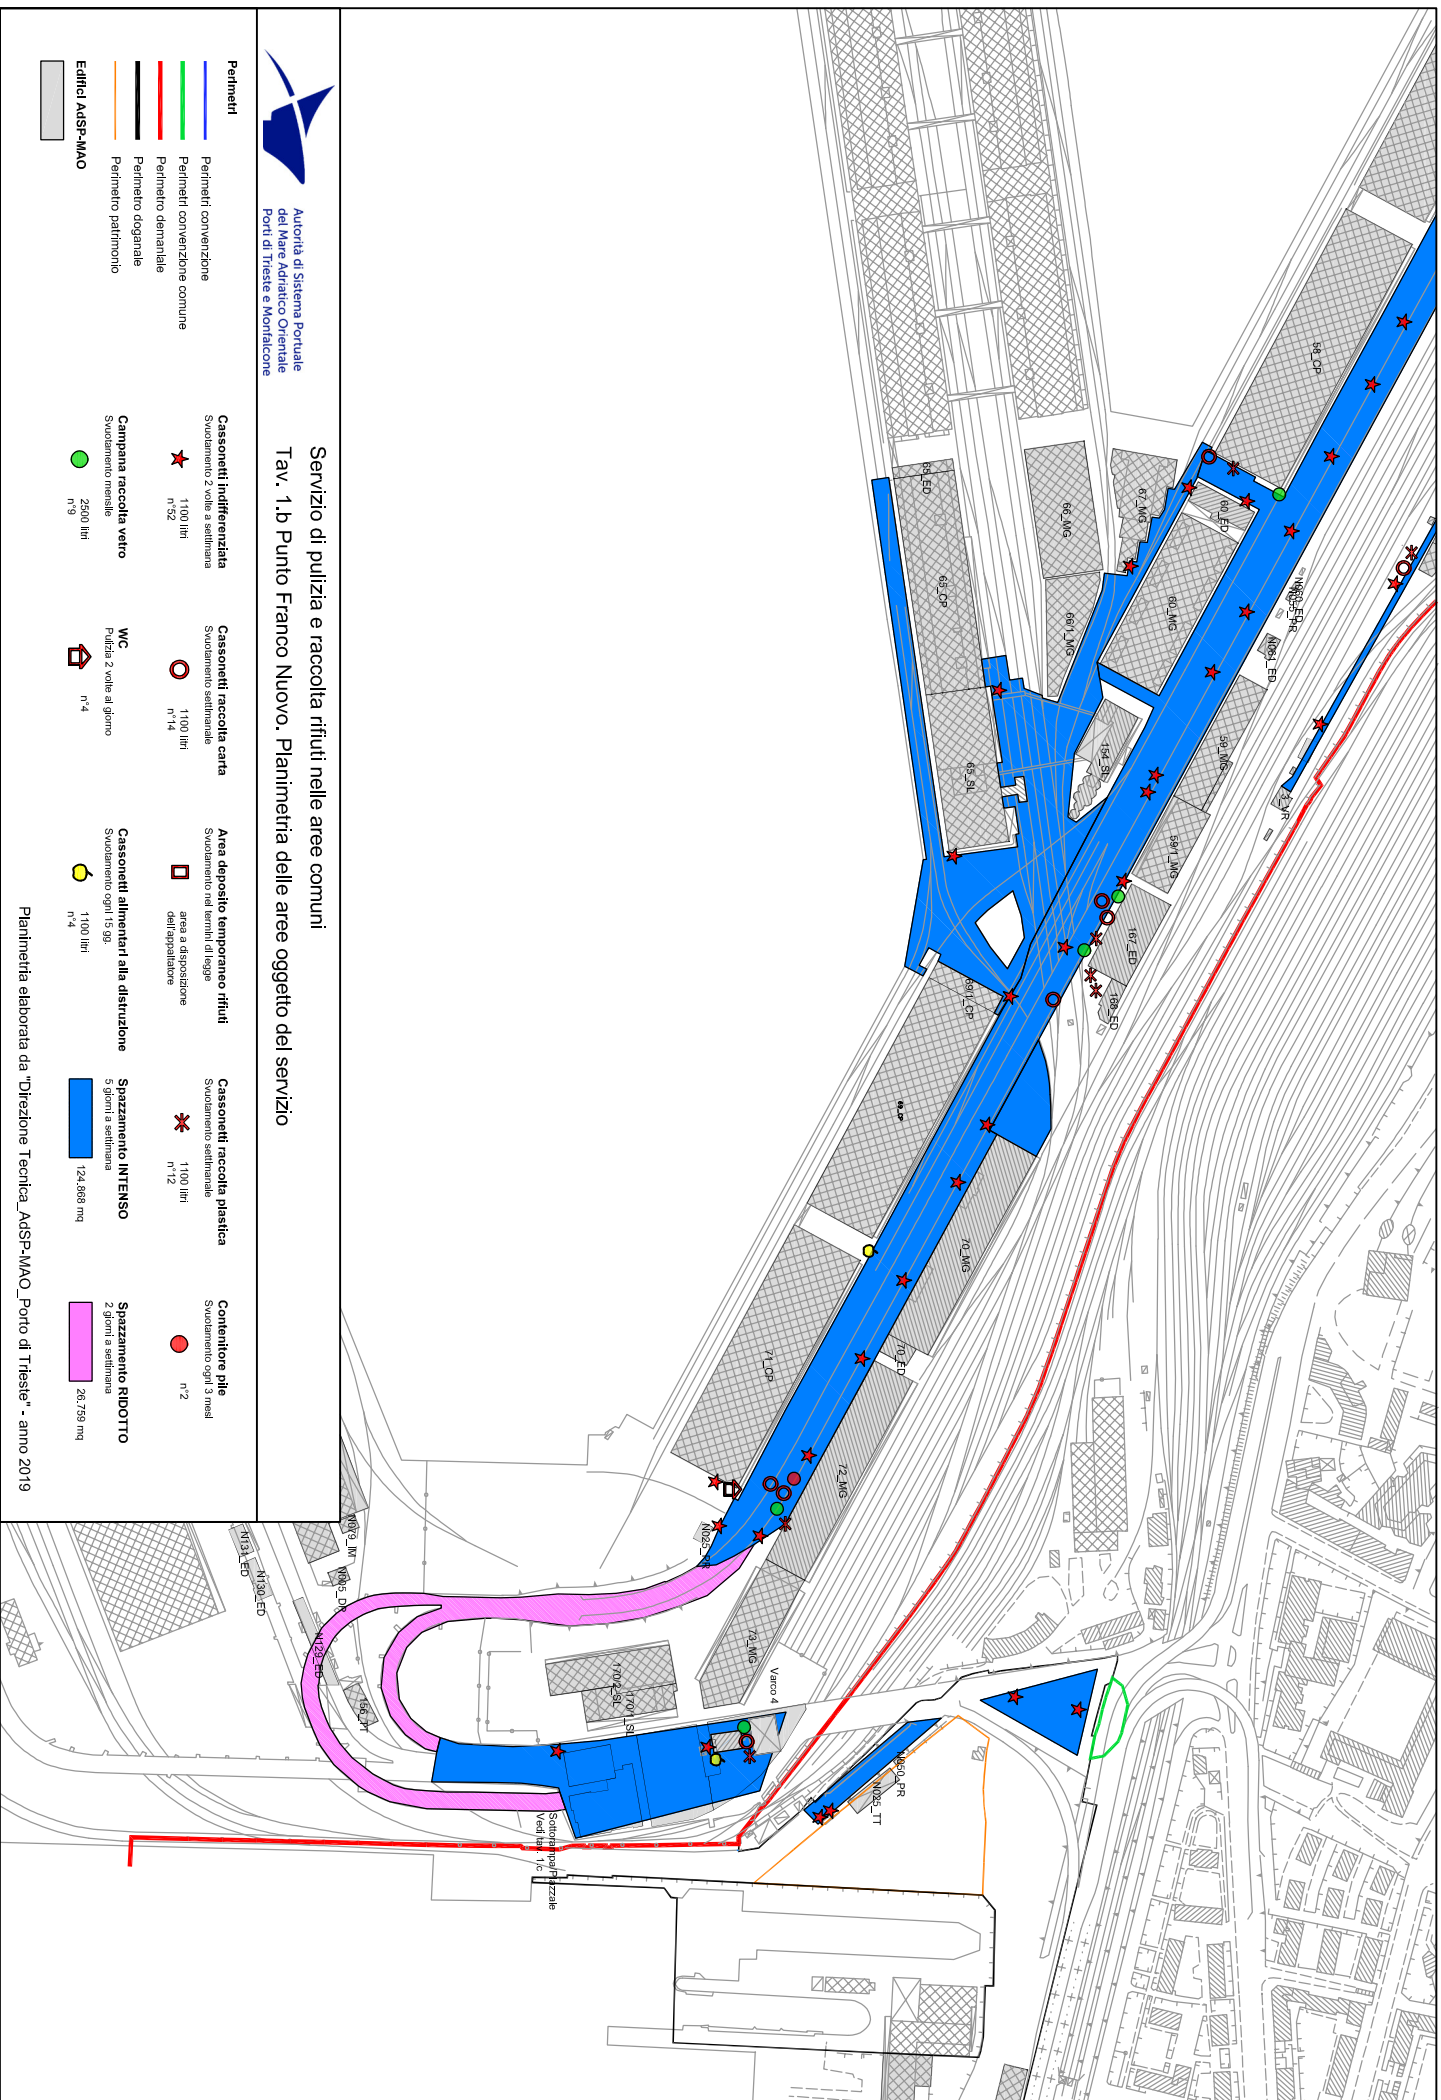 Autorità di Sistema Portuale
del Mare Adriatico Orientale
Porti di Trieste e Monfalcone
Servizio di pulizia e raccolta rifiuti nelle aree comuni
Tav. 1.b Punto Franco Nuovo. Planimetria delle aree oggetto del servizio
Perimetri
Perimetri convenzione
Perimetri convenzione comune
Perimetro demaniale
Perimetro doganale
Perimetro patrimonio
Edifici AdSP-MAO
Cassonetti indifferenziata
Svuotamento 2 volte a settimana
1100 litri
n°52
Campana raccolta vetro
Svuotamento mensile
2500 litri
n°9
Cassonetti raccolta carta
Svuotamento settimanale
1100 litri
n°14
WC
Pulizia 2 volte al giorno
n°4
Area deposito temporaneo rifiuti
Svuotamento nei termini di legge
area a disposizione
dell'appaltatore
Cassonetti alimentari alla distruzione
Svuotamento ogni 15 gg.
1100 litri
n°4
Cassonetti raccolta plastica
Svuotamento settimanale
1100 litri
n°12
Spazzamento INTENSO
5 giorni a settimana
124.868 mq
Contenitore pile
Svuotamento ogni 3 mesi
n°2
Spazzamento RIDOTTO
2 giorni a settimana
26.759 mq
Planimetria elaborata da "Direzione Tecnica_AdSP-MAO_Porto di Trieste" - anno 2019
58_CP
60_ED
67_MG
66_MG
65_ED
65_CP
66/1_MG
60_MG
N060_ED
N061_ED
59_MG
3_VR
154_SL
65_SL
59/1_MG
167_ED
168_ED
69/1_CP
69_CP
70_MG
70_ED
71_CP
72_MG
N025_PR
73_MG
Varco 4
170/2_SL
170/1_SL
N079_IM
N005_DR
N131_ED
N130_ED
N129_ED
156_PT
N050_PR
N025_TT
Sottorampa/Piazzale
Vedi tav. 1.c